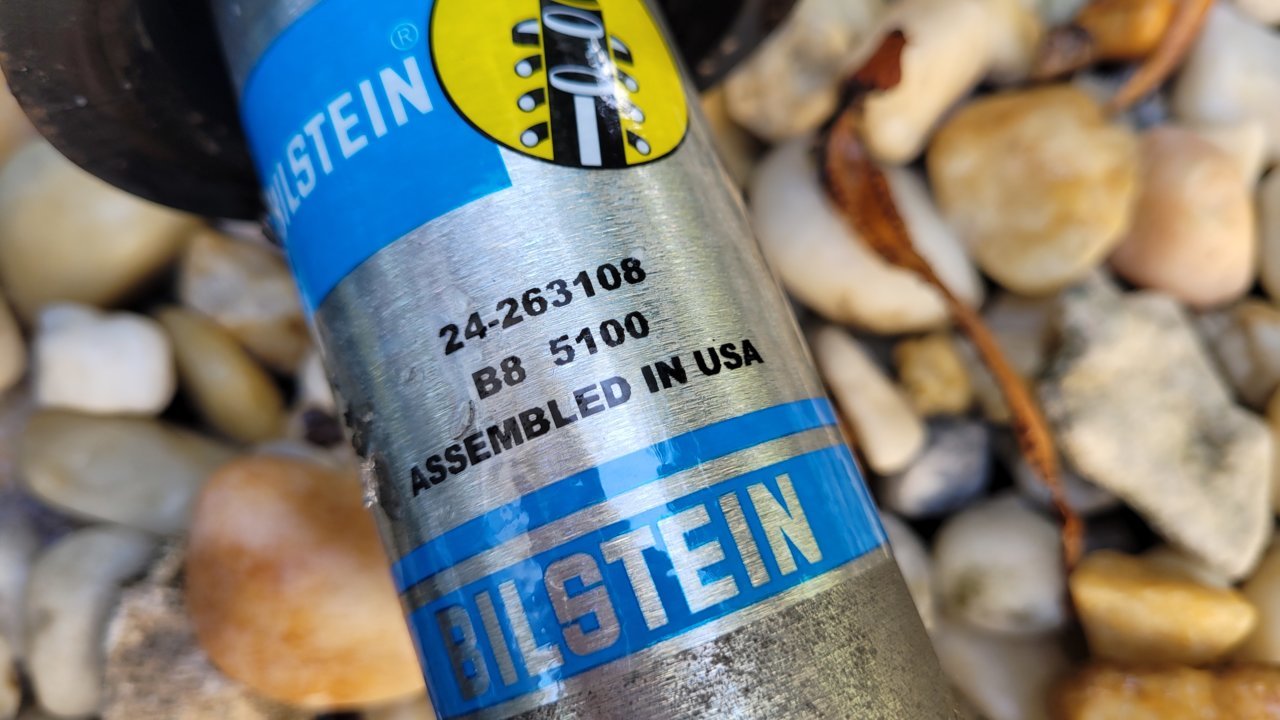 BILSTEIN®
24-263108
B8 5100
ASSEMBLED IN USA
BILSTEIN